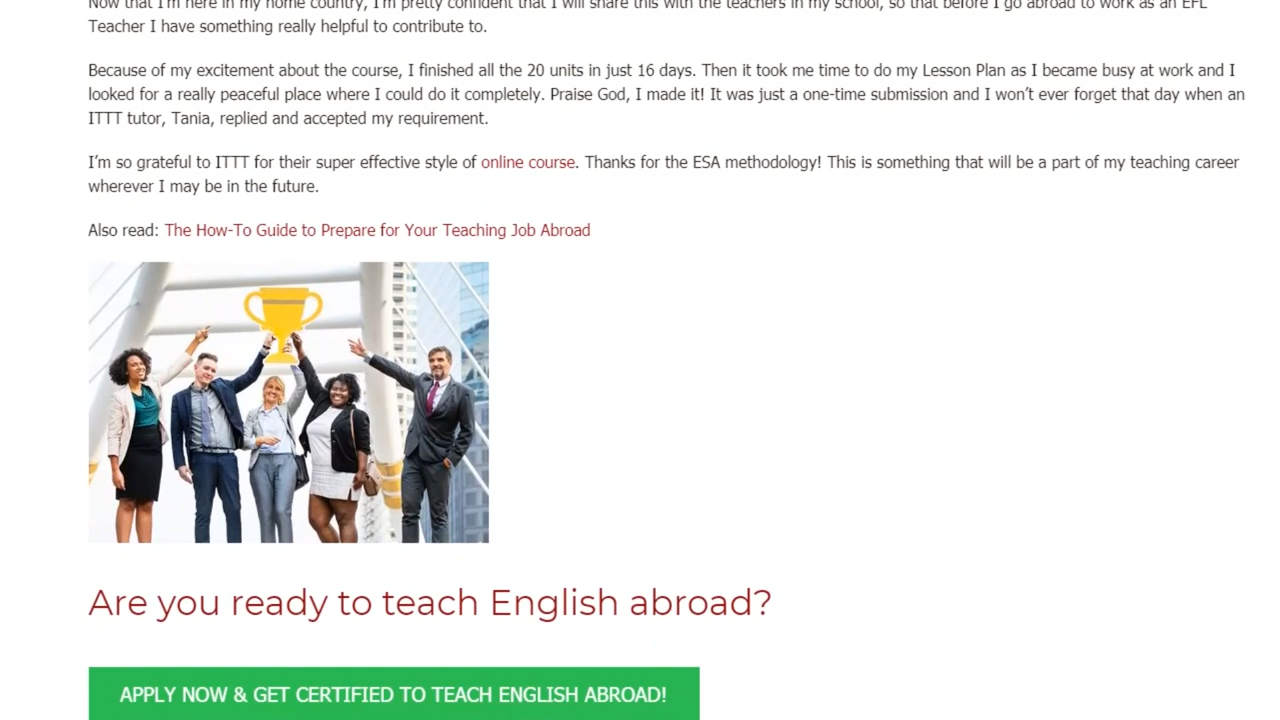 Now that I'm here in my home country, I'm pretty confident that I will share this with the teachers in my school, so that before I go abroad to work as an EFL
Teacher I have something really helpful to contribute to.
Because of my excitement about the course, I finished all the 20 units in just 16 days. Then it took me time to do my Lesson Plan as I became busy at work and I
looked for a really peaceful place where I could do it completely. Praise God, I made it! It was just a one-time submission and I won’t ever forget that day when an
ITTT tutor, Tania, replied and accepted my requirement.
I’m so grateful to ITTT for their super effective style of online course. Thanks for the ESA methodology! This is something that will be a part of my teaching career
wherever I may be in the future.
Also read: The How-To Guide to Prepare for Your Teaching Job Abroad
Are you ready to teach English abroad?
APPLY NOW & GET CERTIFIED TO TEACH ENGLISH ABROAD!